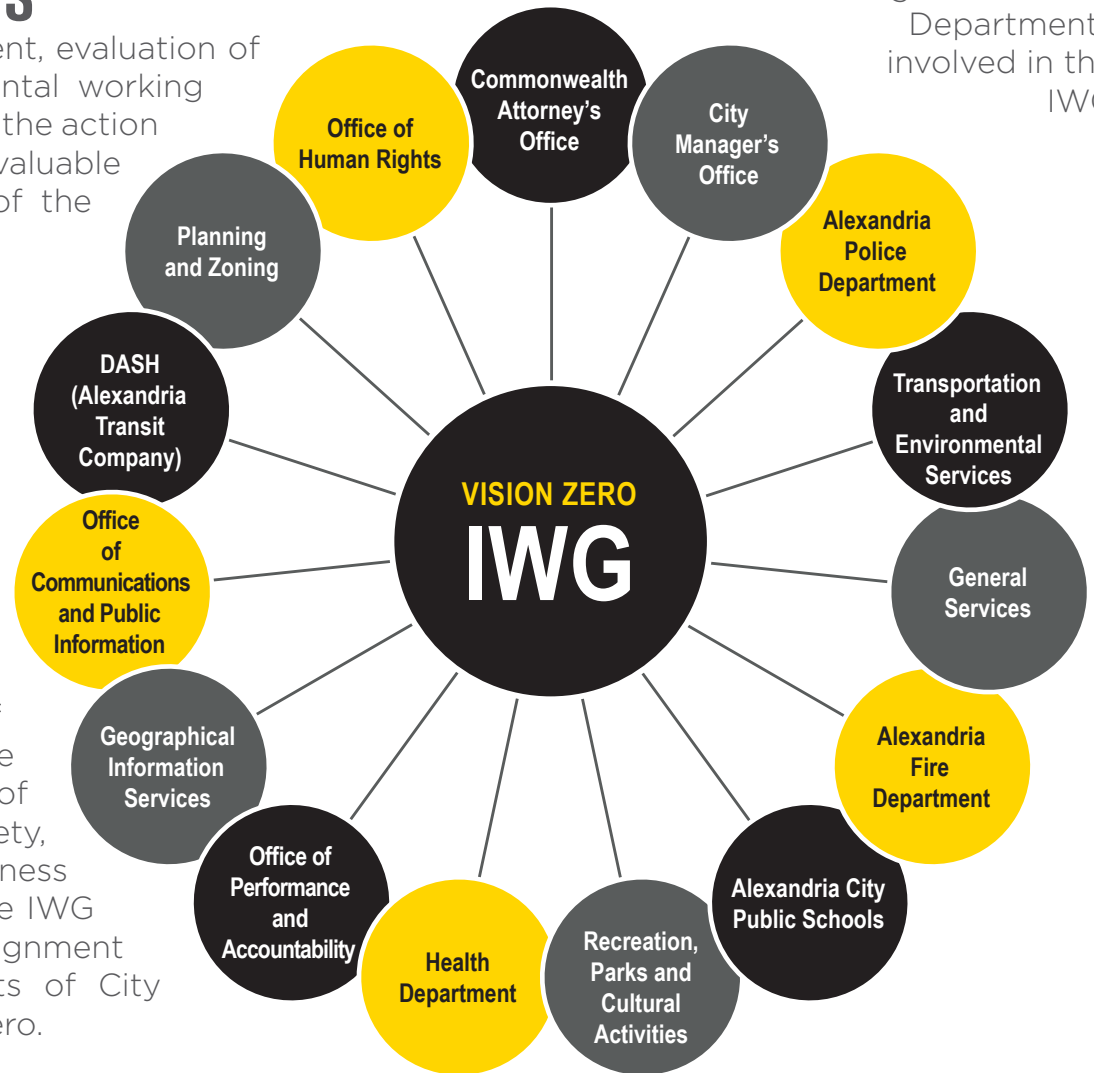 ent, evaluation of
ntal working
the action
valuable
of the
Department
involved in th
IW
Commonwealth
Attorney's
Office
City
Manager's
Office
Alexandria
Police
Department
Transportation
and
Environmental
Services
General
Services
Alexandria
Fire
Department
Alexandria City
Public Schools
Recreation,
Parks and
Cultural
Activities
Health
Department
Office of
Performance
and
Accountability
Geographical
Information
Services
Office
of
Communications
and Public
Information
DASH
(Alexandria
Transit
Company)
Planning
and Zoning
Office of
Human Rights
VISION ZERO
IWG
e
of
ety,
ness
e IWG
ignment
ts of City
ero.